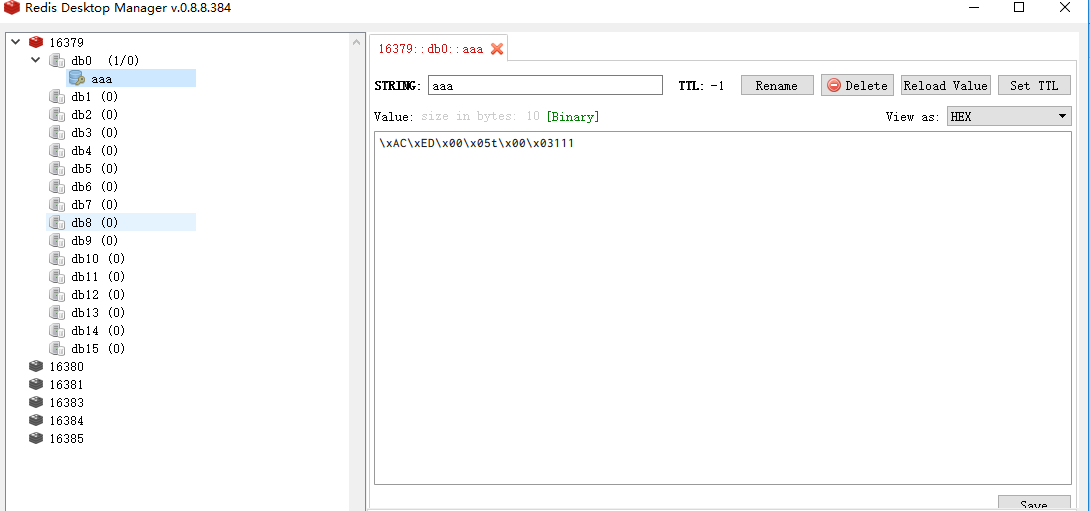 Redis Desktop Manager v.0.8.8.384
16379
db0 (1/0)
aaa
db1 (0)
db2 (0)
db3 (0)
db4 (0)
db5 (0)
db6 (0)
db7 (0)
db8 (0)
db9 (0)
db10 (0)
db11 (0)
db12 (0)
db13 (0)
db14 (0)
db15 (0)
16380
16381
16383
16384
16385
16379::db0::aaa
STRING: aaa TTL: -1 Rename Delete Reload Value Set TTL
Value: size in bytes: 10 [Binary] View as: HEX
\xAC\xED\x00\x05t\x00\x03111
Save